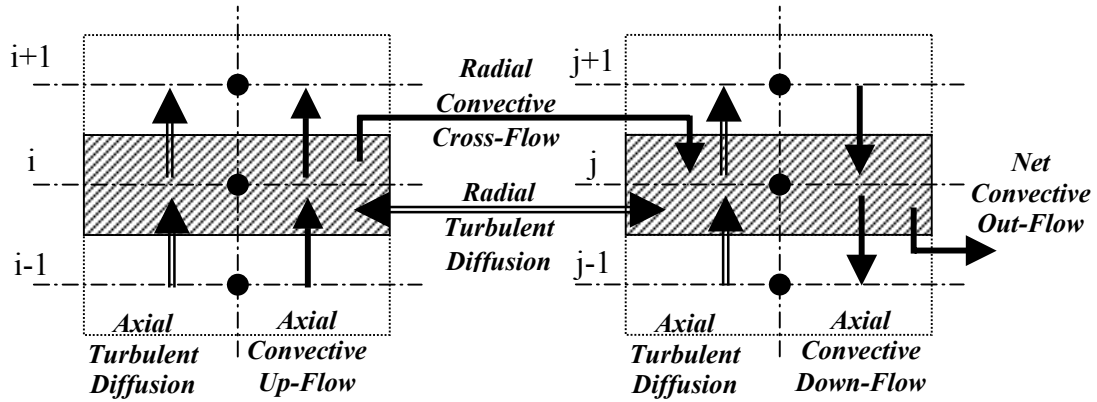 i+1
i
i-1
Radial
Convective
Cross-Flow
Radial
Turbulent
Diffusion
Axial
Turbulent
Diffusion
Axial
Convective
Up-Flow
j+1
j
j-1
Net
Convective
Out-Flow
Axial
Turbulent
Diffusion
Axial
Convective
Down-Flow